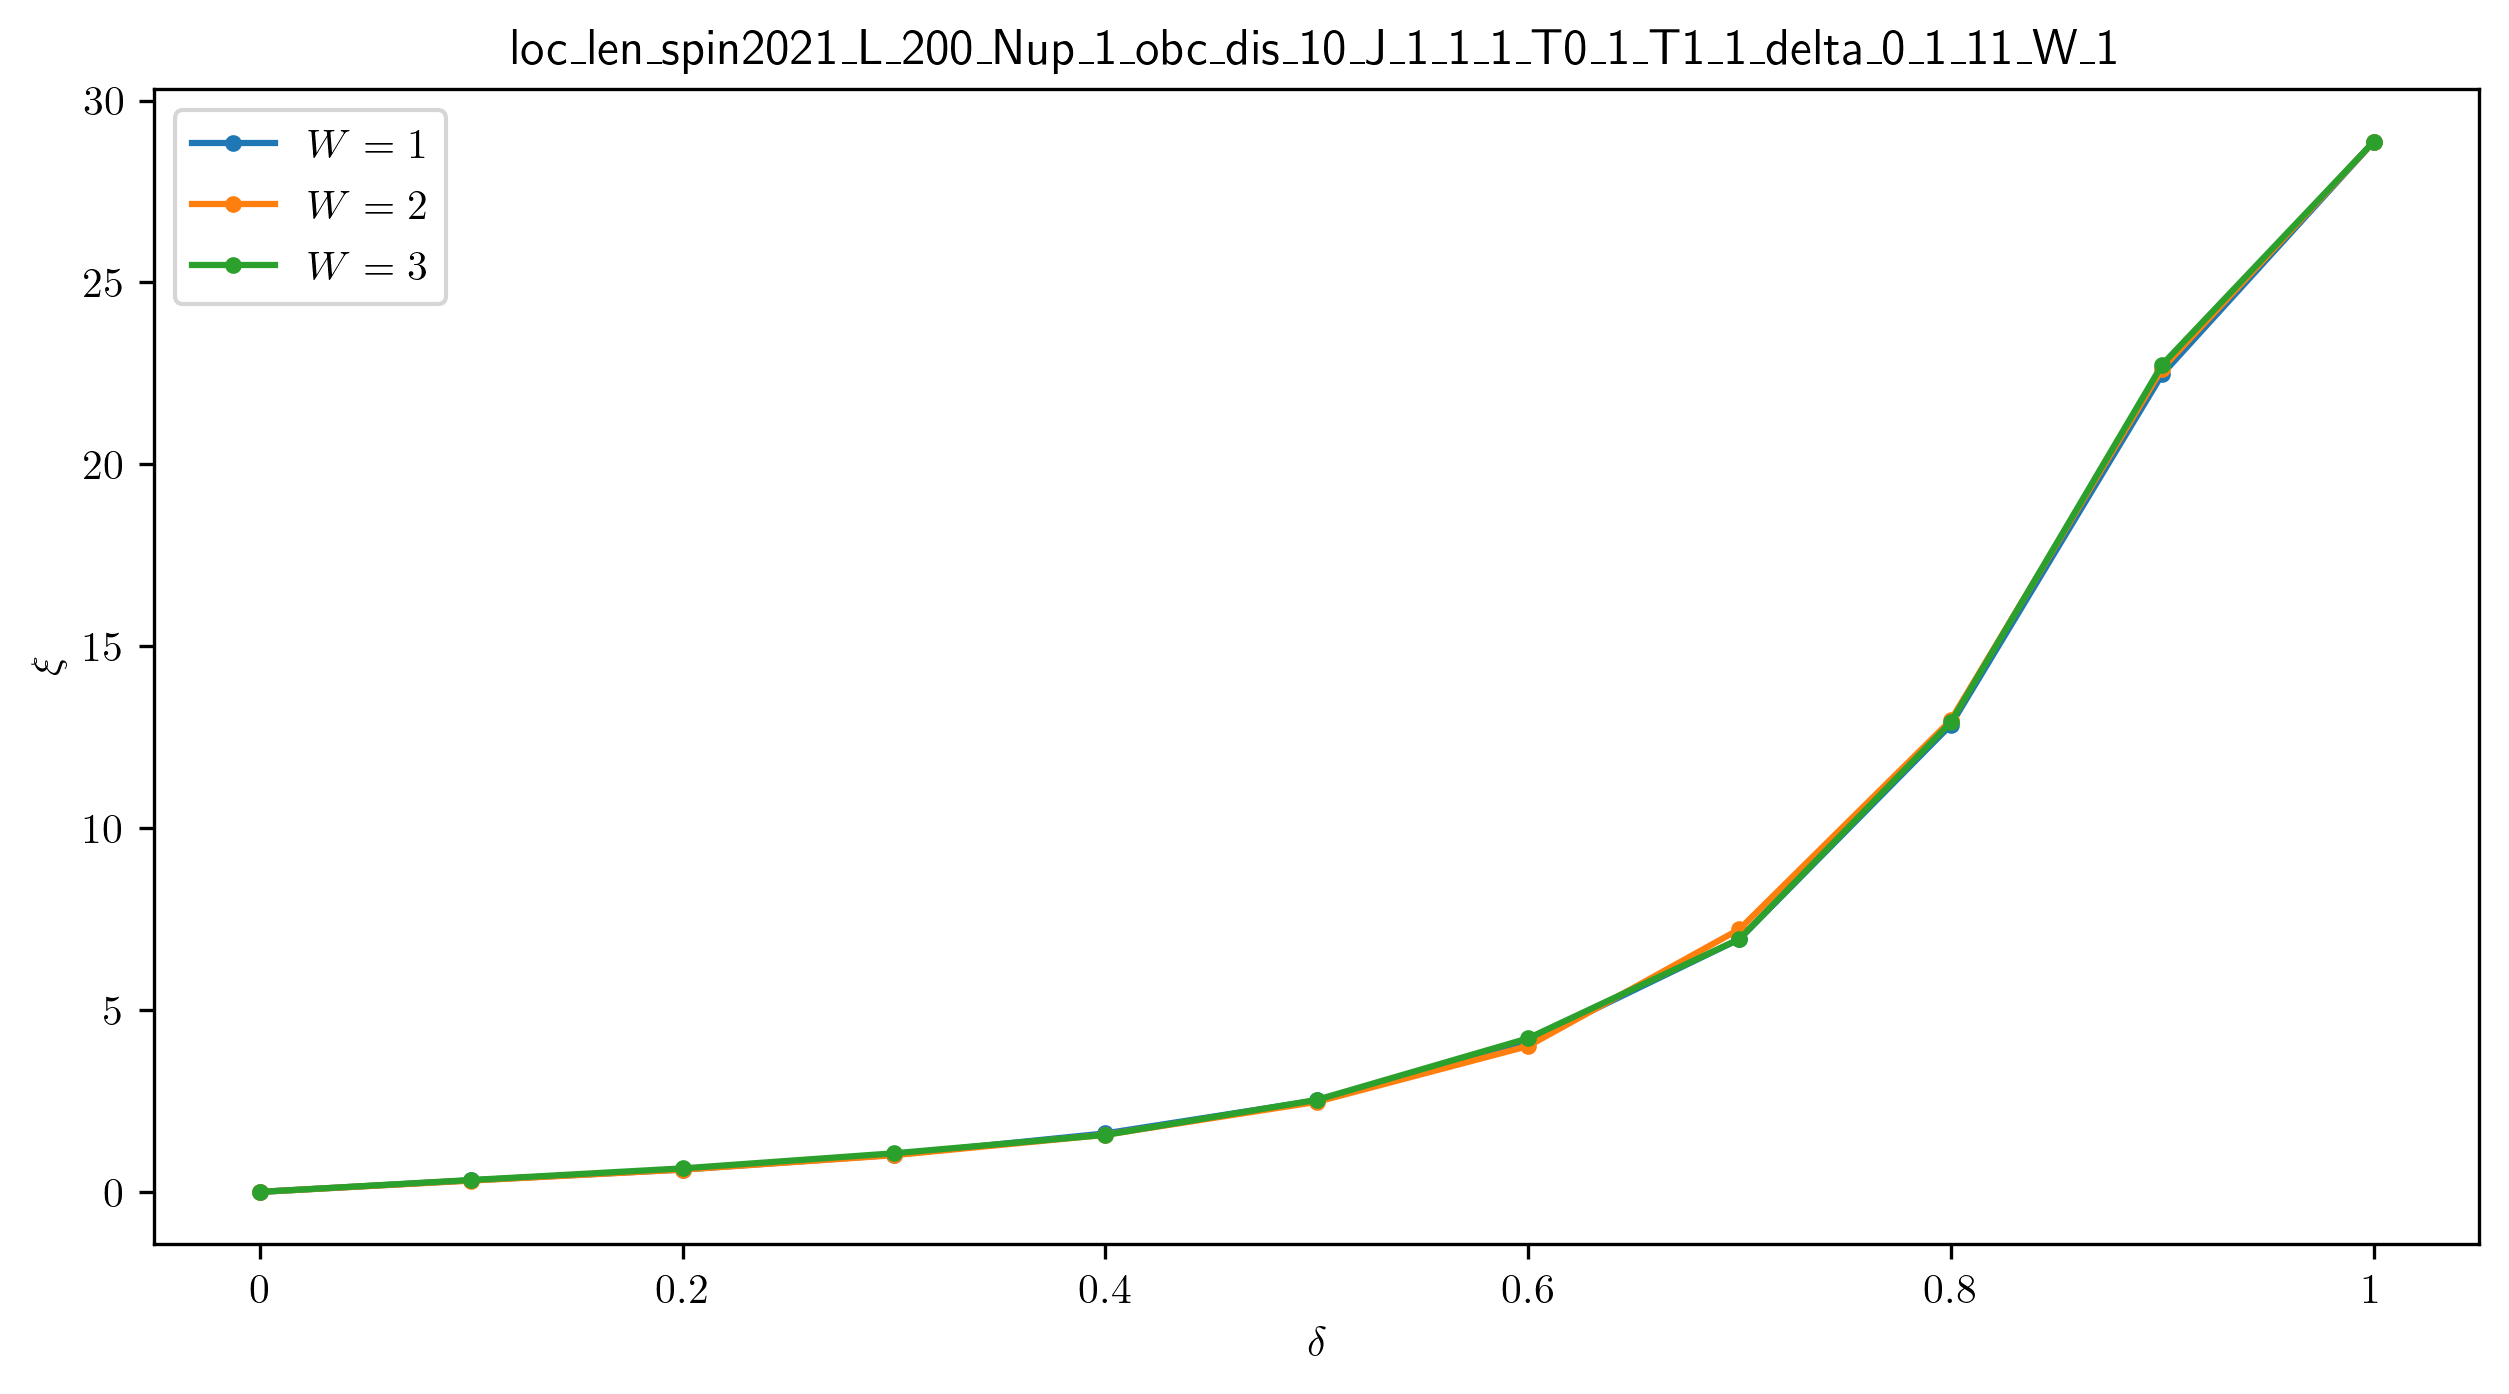 loc_len_spin2021_L_200_Nup_1_obc_dis_10_J_1_1_1_T0_1_T1_1_delta_0_1_11_W_1
30
25
20
15
10
5
0
ξ
W = 1
W = 2
W = 3
0 0.2 0.4 0.6 0.8 1
δ